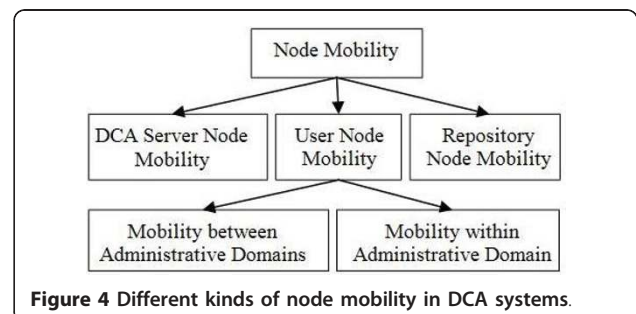 Node Mobility
DCA Server Node
Mobility
User Node
Mobility
Repository
Node Mobility
Mobility between
Administrative Domains
Mobility within
Administrative Domain
Figure 4 Different kinds of node mobility in DCA systems.